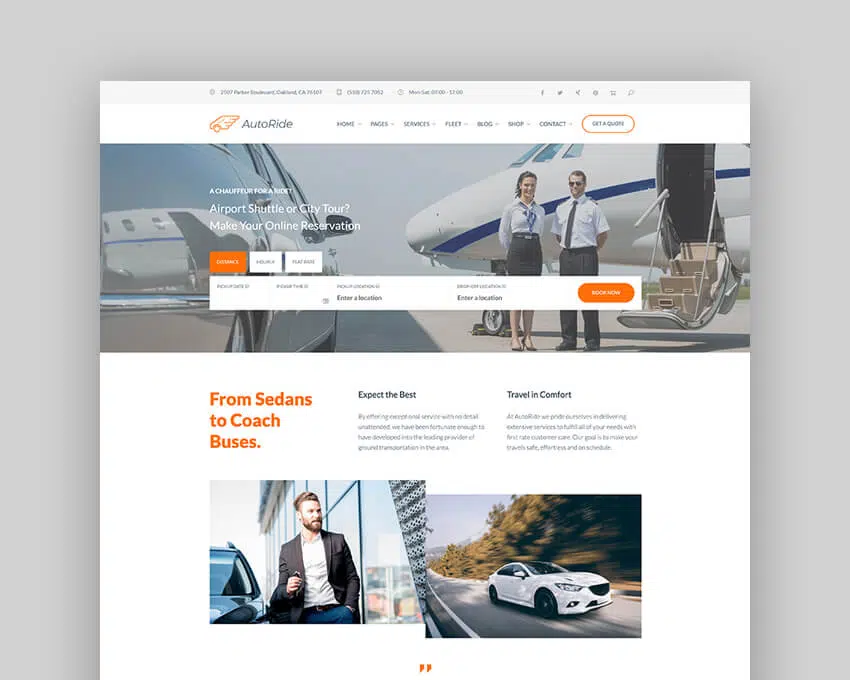 2507 Parker Boulevard, Oakland, CA 76107
(510) 725 7052
Mon-Sat: 07:00 - 17:00
AutoRide
HOME
PAGES
SERVICES
FLEET
BLOG
SHOP
CONTACT
GET A QUOTE
A CHAUFFEUR FOR A RIDE?
Airport Shuttle or City Tour?
Make Your Online Reservation
DISTANCE
HOURLY
FLAT RATE
PICKUP DATE
PICKUP TIME
PICKUP LOCATION
DROP-OFF LOCATION
Enter a location
Enter a location
BOOK NOW
From Sedans
to Coach
Buses.
Expect the Best
By offering exceptional service with no detail
unattended, we have been fortunate enough to
have developed into the leading provider of
ground transportation in the area.
Travel in Comfort
At AutoRide we pride ourselves in delivering
extensive services to fulfill all of your needs with
first rate customer care. Our goal is to make your
travels safe, effortless and on schedule.